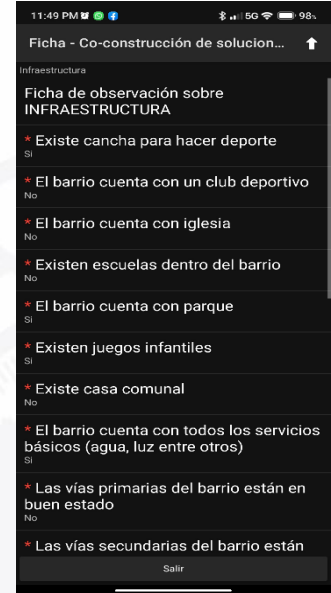 11:49 PM 5G 98%
Ficha - Co-construcción de solucion...
Infraestructura
Ficha de observación sobre
INFRAESTRUCTURA
* Existe cancha para hacer deporte
Si
* El barrio cuenta con un club deportivo
No
* El barrio cuenta con iglesia
No
* Existen escuelas dentro del barrio
No
* El barrio cuenta con parque
Si
* Existen juegos infantiles
Si
* Existe casa comunal
No
* El barrio cuenta con todos los servicios
básicos (agua, luz entre otros)
Si
* Las vías primarias del barrio están en
buen estado
No
* Las vías secundarias del barrio están
Salir